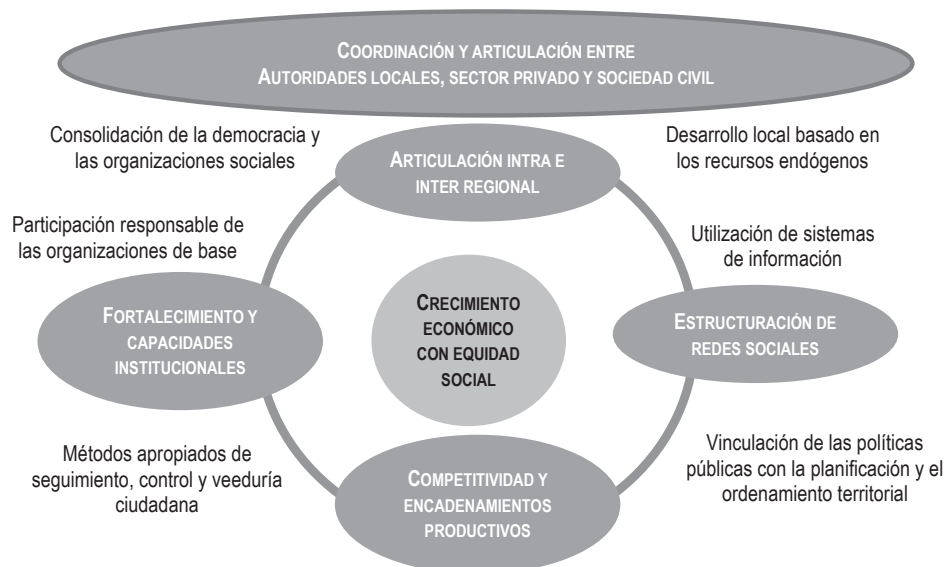 COORDINACIÓN Y ARTICULACIÓN ENTRE
AUTORIDADES LOCALES, SECTOR PRIVADO Y SOCIEDAD CIVIL
Consolidación de la democracia y
las organizaciones sociales
ARTICULACIÓN INTRA E
INTER REGIONAL
Desarrollo local basado en
los recursos endógenos
Participación responsable de
las organizaciones de base
Utilización de sistemas
de información
FORTALECIMIENTO Y
CAPACIDADES
INSTITUCIONALES
CRECIMIENTO
ECONÓMICO
CON EQUIDAD
SOCIAL
ESTRUCTURACIÓN DE
REDES SOCIALES
Métodos apropiados de
seguimiento, control y veeduría
ciudadana
COMPETITIVIDAD Y
ENCADENAMIENTOS
PRODUCTIVOS
Vinculación de las políticas
públicas con la planificación y el
ordenamiento territorial